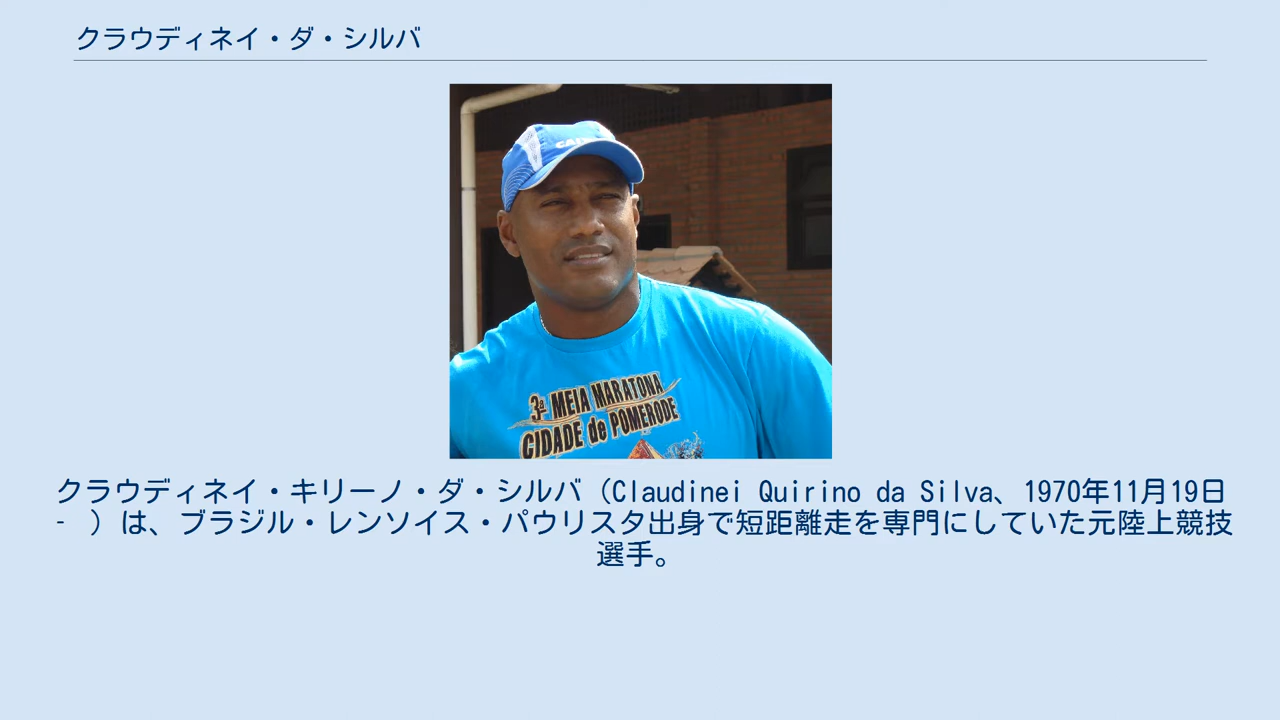 クラウディネイ・ダ・シルバ
3ª MEIA MARATONA
CIDADE de POMERODE
クラウディネイ・キリーノ・ダ・シルバ（Claudinei Quirino da Silva、1970年11月19日
- ）は、ブラジル・レンソイス・パウリスタ出身で短距離走を専門にしていた元陸上競技
選手。